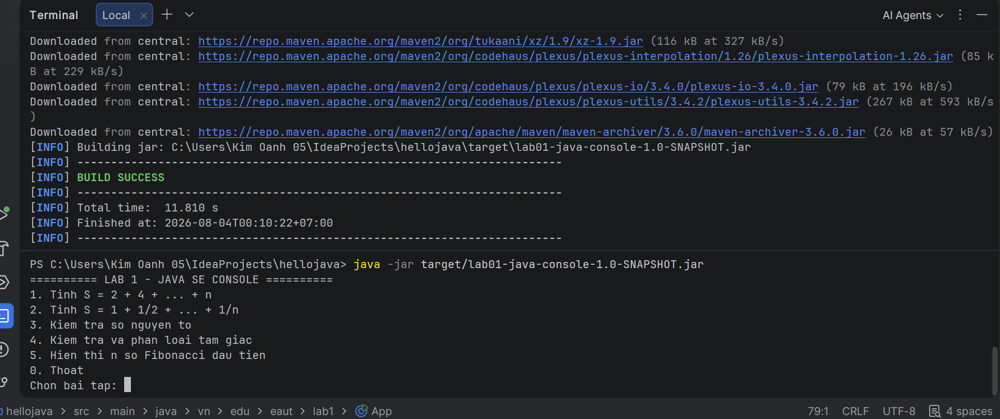 Terminal Local AI Agents
Downloaded from central: https://repo.maven.apache.org/maven2/org/tukaani/xz/1.9/xz-1.9.jar (116 kB at 327 kB/s)
Downloaded from central: https://repo.maven.apache.org/maven2/org/codehaus/plexus/plexus-interpolation/1.26/plexus-interpolation-1.26.jar (85 k
B at 229 kB/s)
Downloaded from central: https://repo.maven.apache.org/maven2/org/codehaus/plexus/plexus-io/3.4.0/plexus-io-3.4.0.jar (79 kB at 196 kB/s)
Downloaded from central: https://repo.maven.apache.org/maven2/org/codehaus/plexus/plexus-utils/3.4.2/plexus-utils-3.4.2.jar (267 kB at 593 kB/s
)
Downloaded from central: https://repo.maven.apache.org/maven2/org/apache/maven/maven-archiver/3.6.0/maven-archiver-3.6.0.jar (26 kB at 57 kB/s)
[INFO] Building jar: C:\Users\Kim Oanh 05\IdeaProjects\hellojava\target\lab01-java-console-1.0-SNAPSHOT.jar
[INFO] ------------------------------------------------------------------------
[INFO] BUILD SUCCESS
[INFO] ------------------------------------------------------------------------
[INFO] Total time:  11.810 s
[INFO] Finished at: 2026-08-04T00:10:22+07:00
[INFO] ------------------------------------------------------------------------
PS C:\Users\Kim Oanh 05\IdeaProjects\hellojava> java -jar target/lab01-java-console-1.0-SNAPSHOT.jar
========== LAB 1 - JAVA SE CONSOLE ==========
1. Tinh S = 2 + 4 + ... + n
2. Tinh S = 1 + 1/2 + ... + 1/n
3. Kiem tra so nguyen to
4. Kiem tra va phan loai tam giac
5. Hien thi n so Fibonacci dau tien
0. Thoat
Chon bai tap:
hellojava > src > main > java > vn > edu > eaut > lab1 > App 79:1 CRLF UTF-8 4 spaces